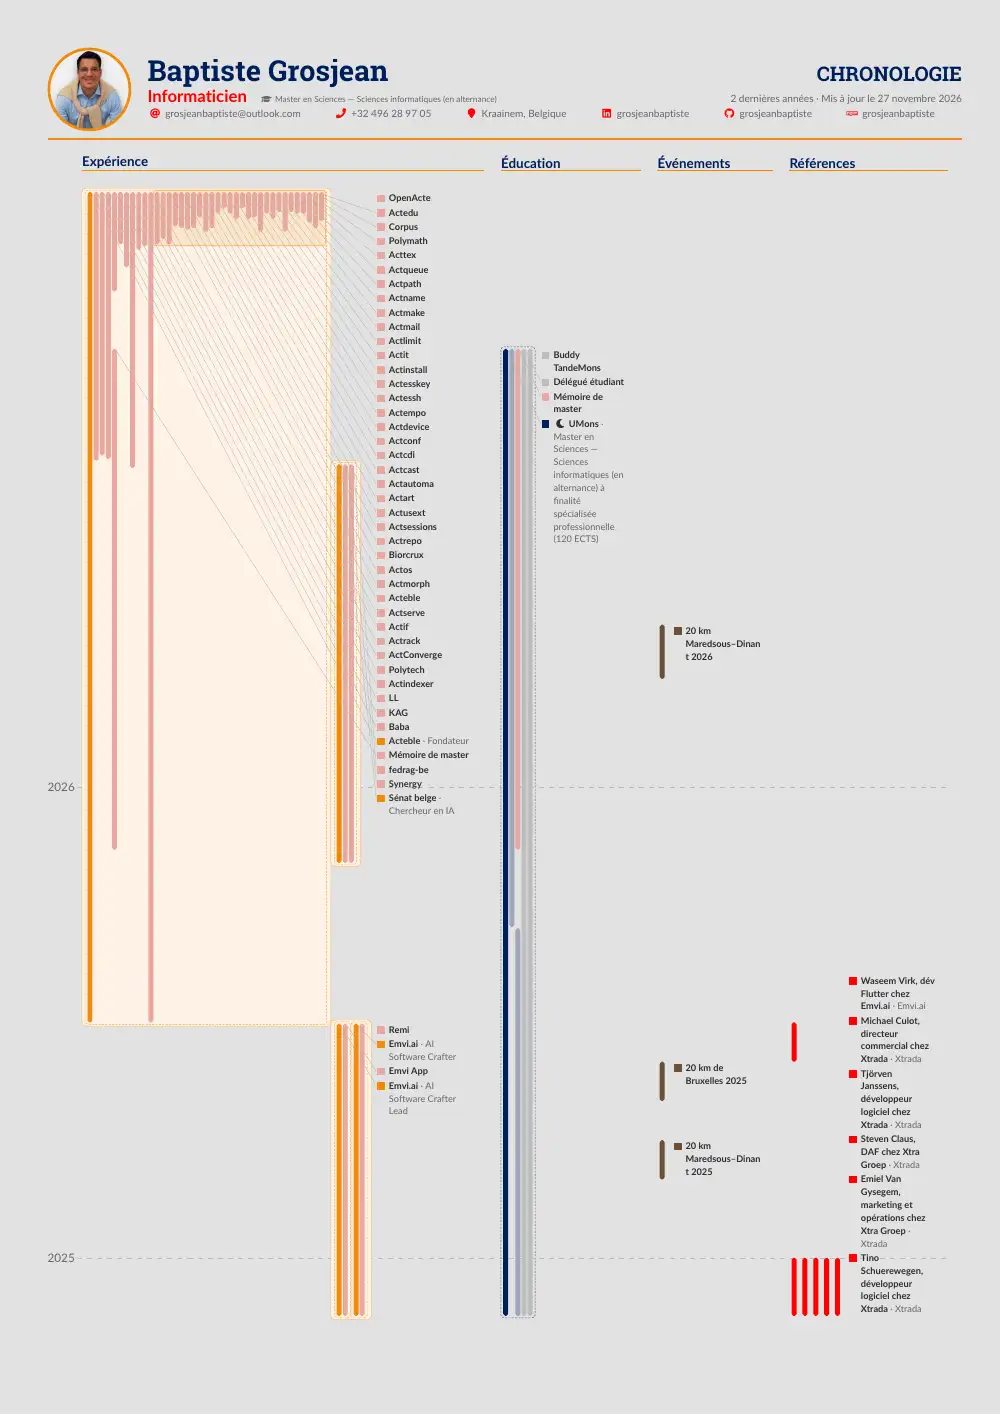 Baptiste Grosjean
CHRONOLOGIE
Informaticien
Master en Sciences — Sciences informatiques (en alternance)
2 dernières années · Mis à jour le 27 novembre 2026
grosjeanbaptiste@outlook.com
+32 496 28 97 05
Kraainem, Belgique
grosjeanbaptiste
grosjeanbaptiste
grosjeanbaptiste
Expérience
Éducation
Événements
Références
OpenActe
Actedu
Corpus
Polymath
Acttex
Actqueue
Actpath
Actname
Actmake
Actmail
Actlimit
Actit
Actinstall
Actesskey
Actessh
Actempo
Actdevice
Actconf
Actcdi
Actcast
Actautoma
Actart
Actusext
Actsessions
Actrepo
Biorcrux
Actos
Actmorph
Acteble
Actserve
Actif
Actrack
ActConverge
Polytech
Actindexer
LL
KAG
Baba
Acteble · Fondateur
Mémoire de master
fedrag-be
Synergy
Sénat belge ·
Chercheur en IA
Remi
Emvi.ai · AI
Software Crafter
Emvi App
Emvi.ai · AI
Software Crafter
Lead
Buddy
TandeMons
Délégué étudiant
Mémoire de
master
UMons ·
Master en
Sciences —
Sciences
informatiques (en
alternance) à
finalité
spécialisée
professionnelle
(120 ECTS)
20 km
Maredsous–Dinan
t 2026
20 km de
Bruxelles 2025
20 km
Maredsous–Dinan
t 2025
Waseem Virk, dév
Flutter chez
Emvi.ai · Emvi.ai
Michael Culot,
directeur
commercial chez
Xtrada · Xtrada
Tjörven
Janssens,
développeur
logiciel chez
Xtrada · Xtrada
Steven Claus,
DAF chez Xtra
Groep · Xtrada
Emiel Van
Gysegem,
marketing et
opérations chez
Xtra Groep ·
Xtrada
Tino
Schuerewegen,
développeur
logiciel chez
Xtrada · Xtrada
2026
2025